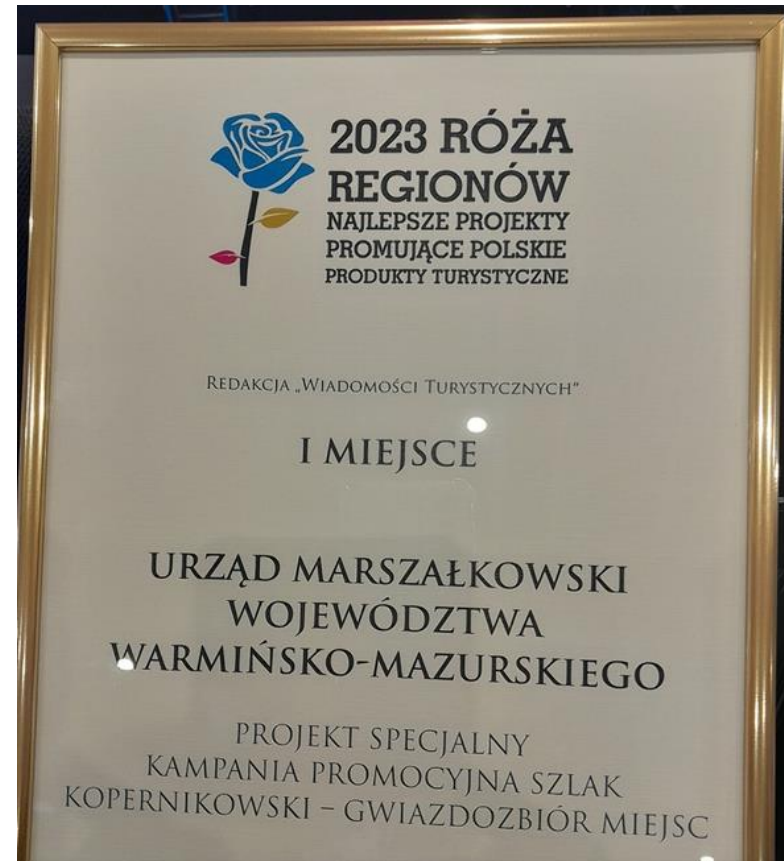 2023 RÓŻA
REGIONÓW
NAJLEPSZE PROJEKTY
PROMUJĄCE POLSKIE
PRODUKTY TURYSTYCZNE
REDAKCJA „WIADOMOŚCI TURYSTYCZNYCH"
I MIEJSCE
URZĄD MARSZAŁKOWSKI
WOJEWÓDZTWA
WARMIŃSKO-MAZURSKIEGO
PROJEKT SPECJALNY
KAMPANIA PROMOCYJNA SZLAK
KOPERNIKOWSKI – GWIAZDOZBIÓR MIEJSC